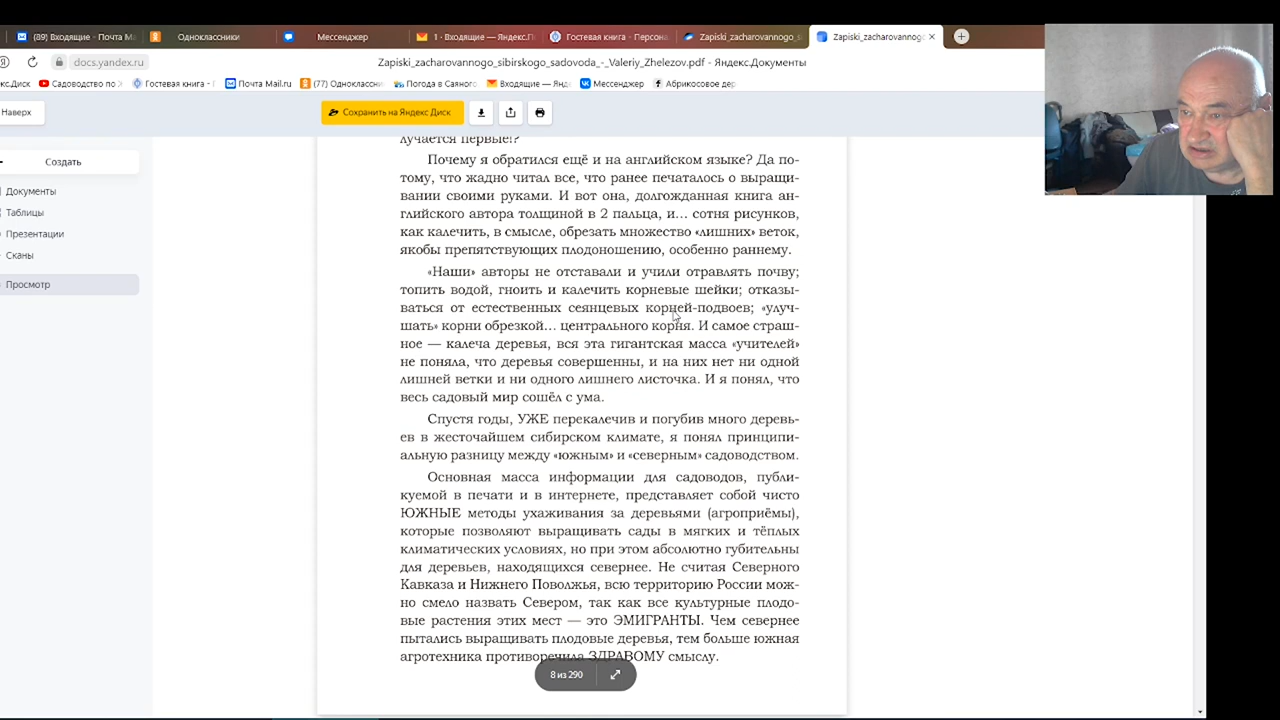 (89) Входящие - Почта Ма
Одноклассники
Мессенджер
1 · Входящие — Яндекс.П
Гостевая книга - Персона
Zapiski_zacharovannogo_s
Zapiski_zacharovannogo
docs.yandex.ru
Zapiski_zacharovannogo_sibirskogo_sadovoda_-_Valeriy_Zhelezov.pdf - Яндекс.Документы
Садоводство по
Гостевая книга -
Почта Mail.ru
(77) Одноклассни
Погода в Саяного
Входящие — Янд
Мессенджер
Абрикосовое дер
Наверх
Сохранить на Яндекс Диск
Создать
Документы
Таблицы
Презентации
Сканы
Просмотр
лучается первые!?
Почему я обратился ещё и на английском языке? Да по-
тому, что жадно читал все, что ранее печаталось о выращи-
вании своими руками. И вот она, долгожданная книга ан-
глийского автора толщиной в 2 пальца, и… сотня рисунков,
как калечить, в смысле, обрезать множество «лишних» веток,
якобы препятствующих плодоношению, особенно раннему.
«Наши» авторы не отставали и учили отравлять почву;
топить водой, гноить и калечить корневые шейки; отказы-
ваться от естественных сеянцевых корней-подвоев; «улуч-
шать» корни обрезкой… центрального корня. И самое страш-
ное — калеча деревья, вся эта гигантская масса «учителей»
не поняла, что деревья совершенны, и на них нет ни одной
лишней ветки и ни одного лишнего листочка. И я понял, что
весь садовый мир сошёл с ума.
Спустя годы, УЖЕ перекалечив и погубив много деревь-
ев в жесточайшем сибирском климате, я понял принципи-
альную разницу между «южным» и «северным» садоводством.
Основная масса информации для садоводов, публи-
куемой в печати и в интернете, представляет собой чисто
ЮЖНЫЕ методы ухаживания за деревьями (агроприёмы),
которые позволяют выращивать сады в мягких и тёплых
климатических условиях, но при этом абсолютно губительны
для деревьев, находящихся севернее. Не считая Северного
Кавказа и Нижнего Поволжья, всю территорию России мож-
но смело назвать Севером, так как все культурные плодо-
вые растения этих мест — это ЭМИГРАНТЫ. Чем севернее
пытались выращивать плодовые деревья, тем больше южная
агротехника противоречила ЗДРАВОМУ смыслу.
8 из 290